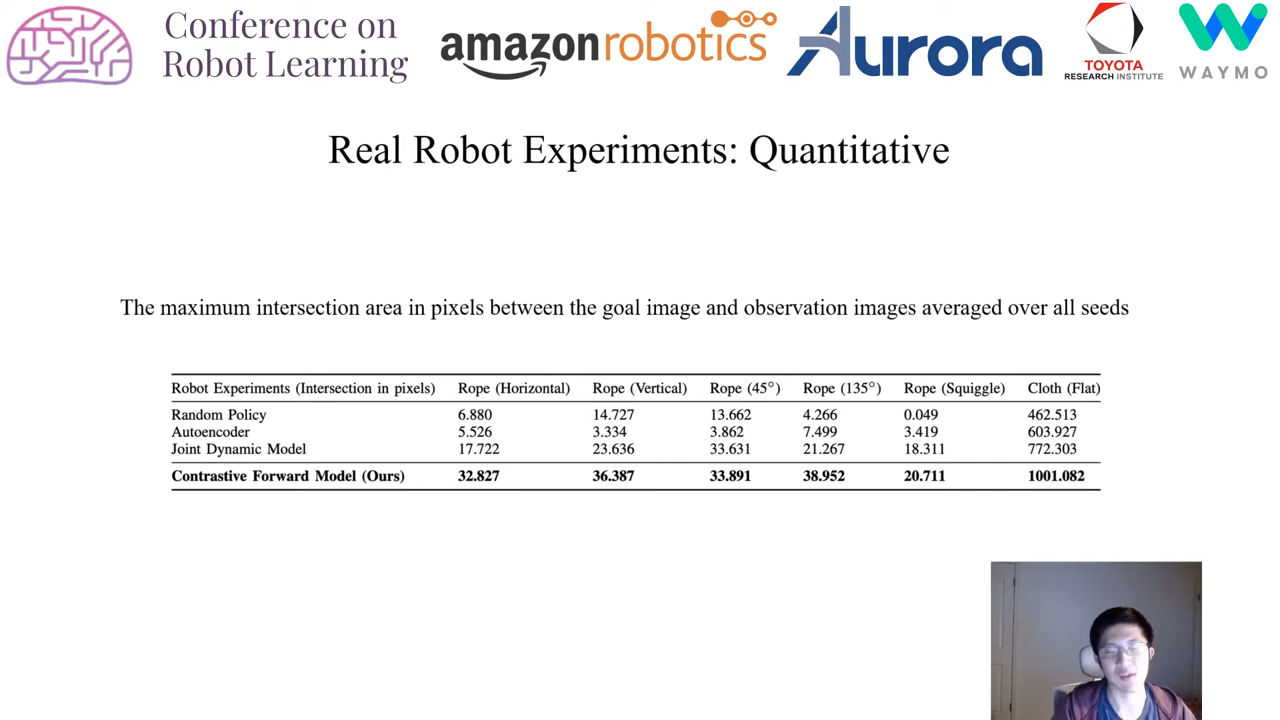 Conference on
Robot Learning
amazonrobotics
Aurora
TOYOTA
RESEARCH INSTITUTE
WAYMO
Real Robot Experiments: Quantitative
The maximum intersection area in pixels between the goal image and observation images averaged over all seeds
Robot Experiments (Intersection in pixels) Rope (Horizontal) Rope (Vertical) Rope (45°) Rope (135°) Rope (Squiggle) Cloth (Flat)
Random Policy 6.880 14.727 13.662 4.266 0.049 462.513
Autoencoder 5.526 3.334 3.862 7.499 3.419 603.927
Joint Dynamic Model 17.722 23.636 33.631 21.267 18.311 772.303
Contrastive Forward Model (Ours) 32.827 36.387 33.891 38.952 20.711 1001.082